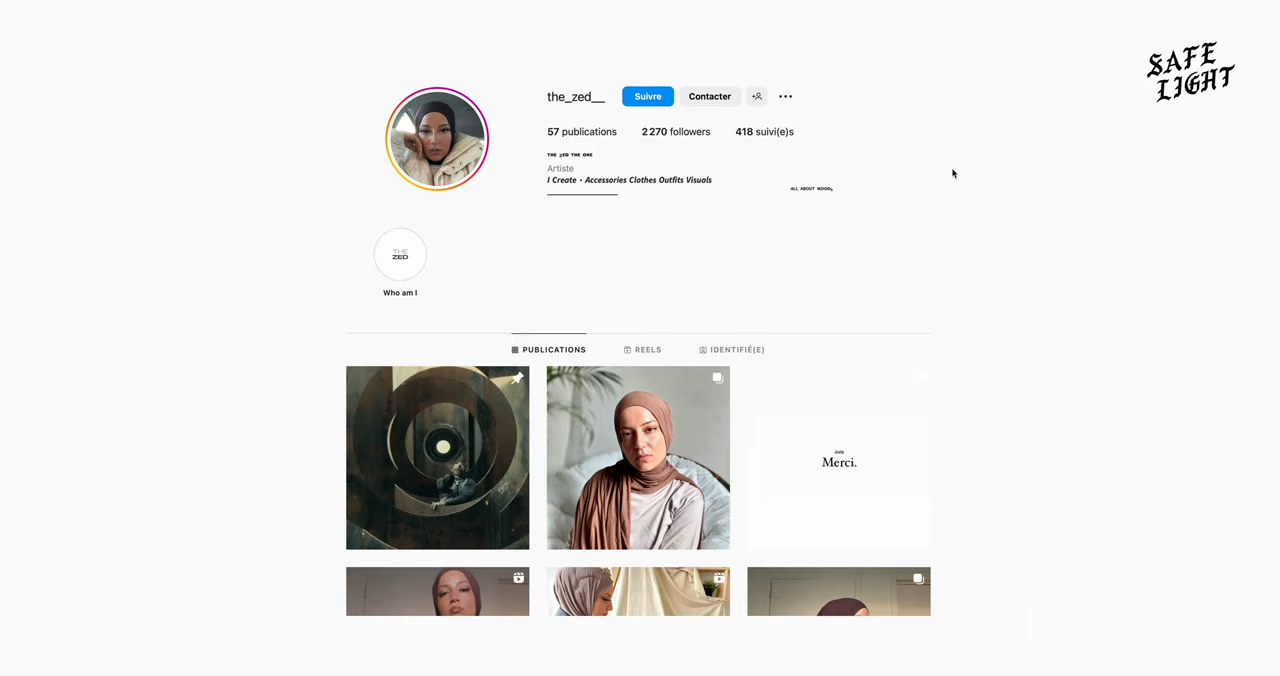 SAFE
LIGHT
the_zed__ Suivre Contacter
57 publications 2 270 followers 418 suivi(e)s
THE ZED THE ONE
Artiste
I Create • Accessories Clothes Outfits Visuals
ALL ABOUT MOOD
THE
ZED
Who am I
PUBLICATIONS REELS IDENTIFIÉ(E)
Juste
Merci.